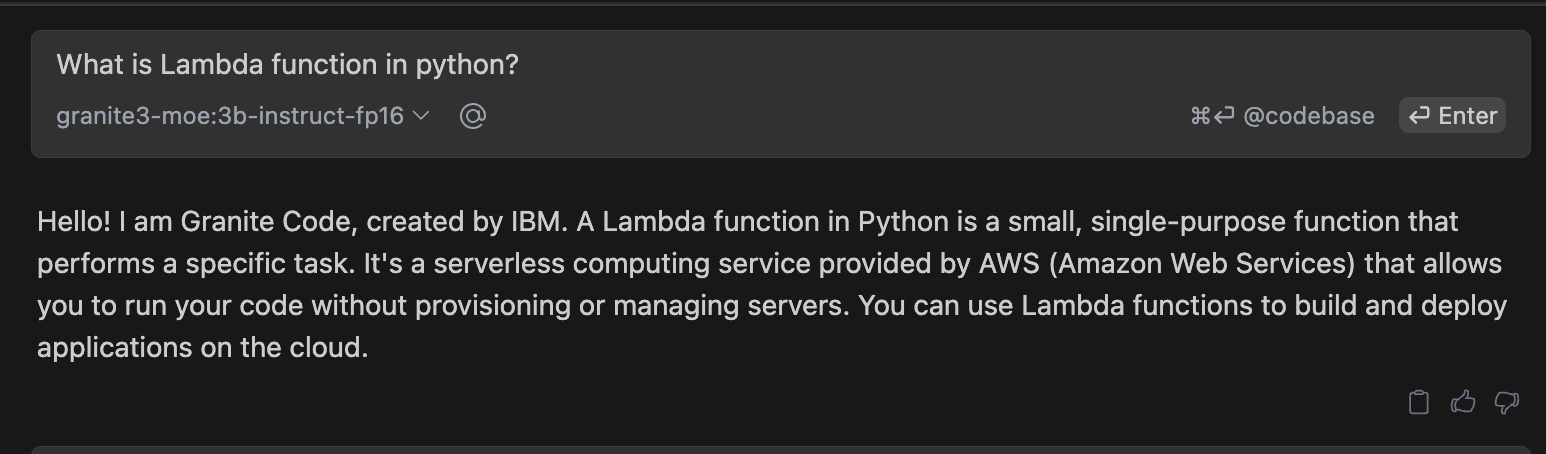 What is Lambda function in python?
granite3-moe:3b-instruct-fp16 @ ⌘⏎ @codebase ⏎ Enter
Hello! I am Granite Code, created by IBM. A Lambda function in Python is a small, single-purpose function that
performs a specific task. It's a serverless computing service provided by AWS (Amazon Web Services) that allows
you to run your code without provisioning or managing servers. You can use Lambda functions to build and deploy
applications on the cloud.